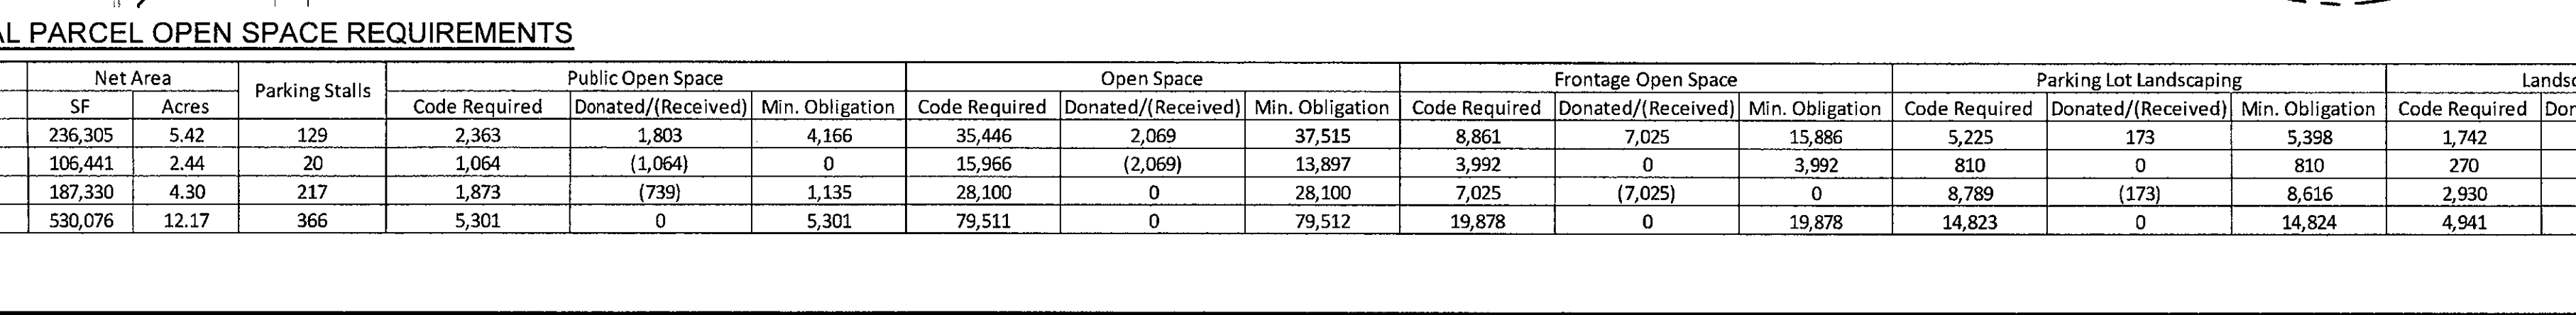 AL PARCEL OPEN SPACE REQUIREMENTS
Net Area Parking Stalls Public Open Space Open Space Frontage Open Space Parking Lot Landscaping Landsc
SF Acres Code Required Donated/(Received) Min. Obligation Code Required Donated/(Received) Min. Obligation Code Required Donated/(Received) Min. Obligation Code Required Donated/(Received) Min. Obligation Code Required Don
236,305 5.42 129 2,363 1,803 4,166 35,446 2,069 37,515 8,861 7,025 15,886 5,225 173 5,398 1,742
106,441 2.44 20 1,064 (1,064) 0 15,966 (2,069) 13,897 3,992 0 3,992 810 0 810 270
187,330 4.30 217 1,873 (739) 1,135 28,100 0 28,100 7,025 (7,025) 0 8,789 (173) 8,616 2,930
530,076 12.17 366 5,301 0 5,301 79,511 0 79,512 19,878 0 19,878 14,823 0 14,824 4,941